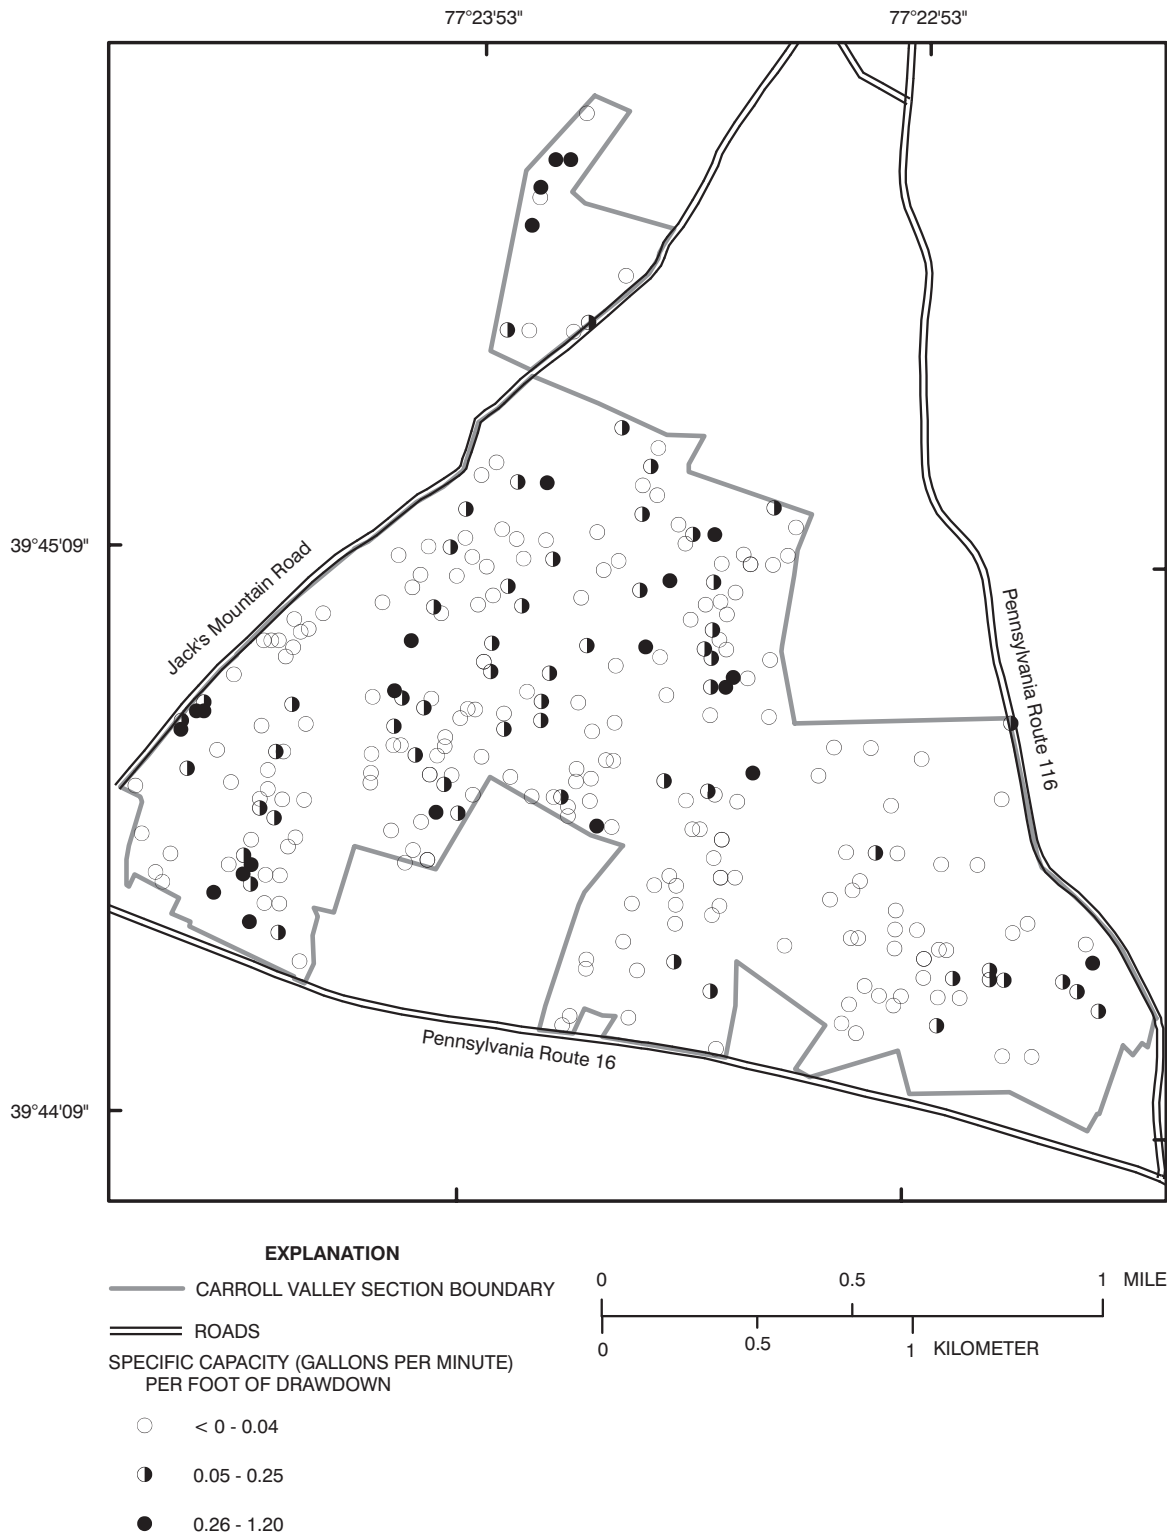 77°23'53" 77°22'53"
39°45'09"
Jack's Mountain Road
Pennsylvania Route 116
Pennsylvania Route 16
39°44'09"
EXPLANATION
CARROLL VALLEY SECTION BOUNDARY
ROADS
SPECIFIC CAPACITY (GALLONS PER MINUTE)
PER FOOT OF DRAWDOWN
< 0 - 0.04
0.05 - 0.25
0.26 - 1.20
0 0.5 1 MILE
0 0.5 1 KILOMETER